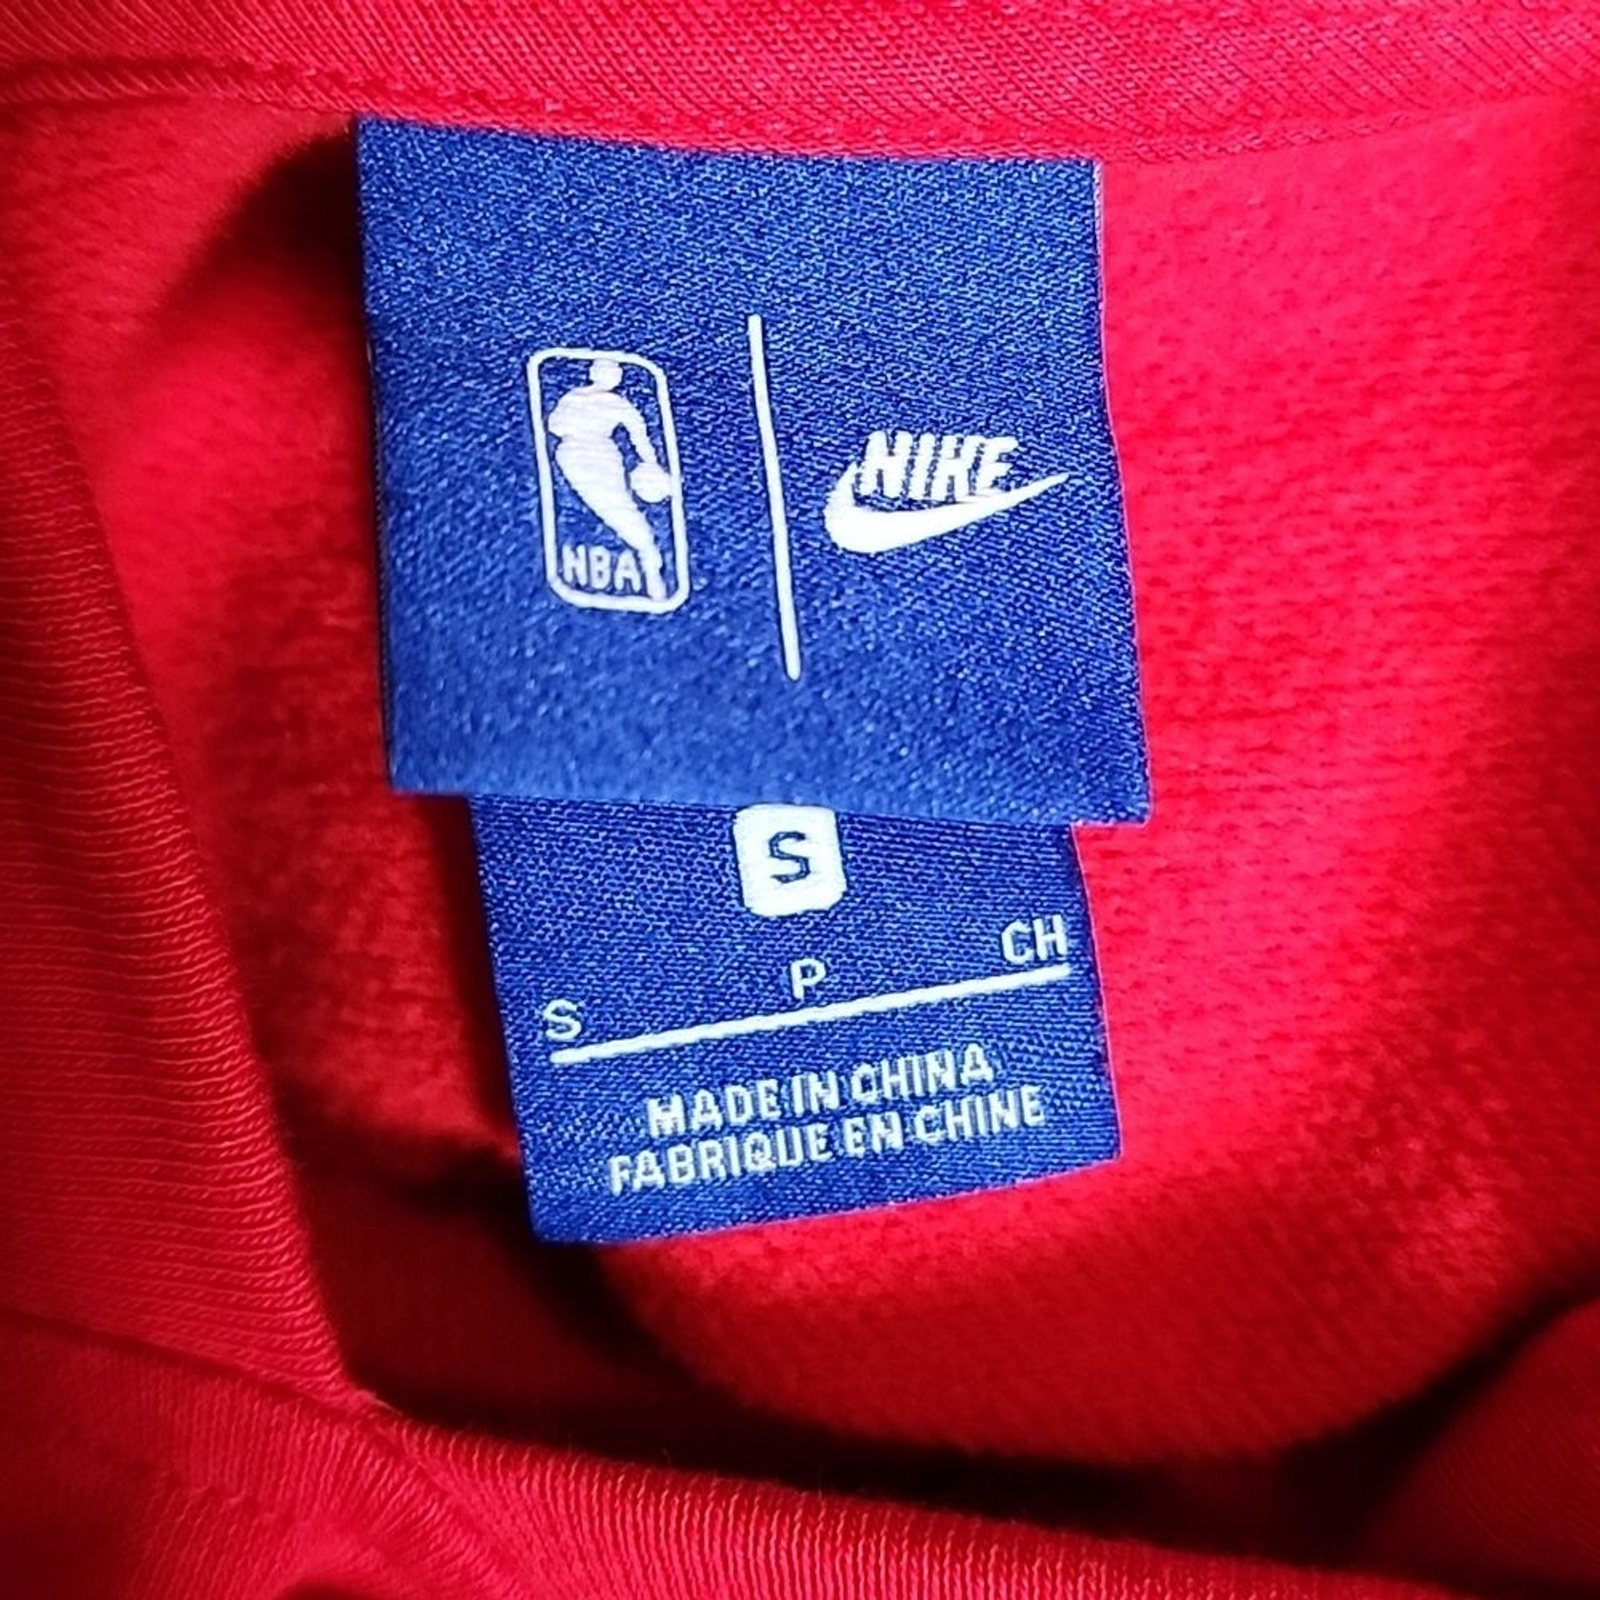 NBA
NIKE
S
S P CH
MADE IN CHINA
FABRIQUE EN CHINE